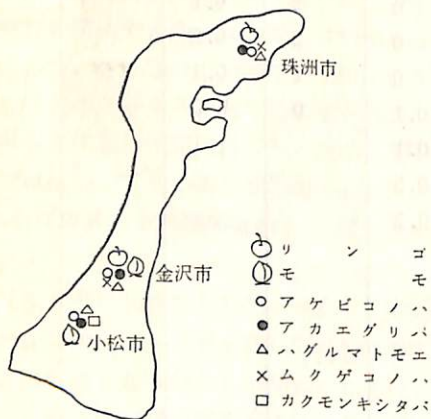 珠洲市
金沢市
小松市
リンゴ
モモ
アケビコノハ
アカエグリバ
ハグルマトモエ
ムクゲコノハ
カクモンキシタバ